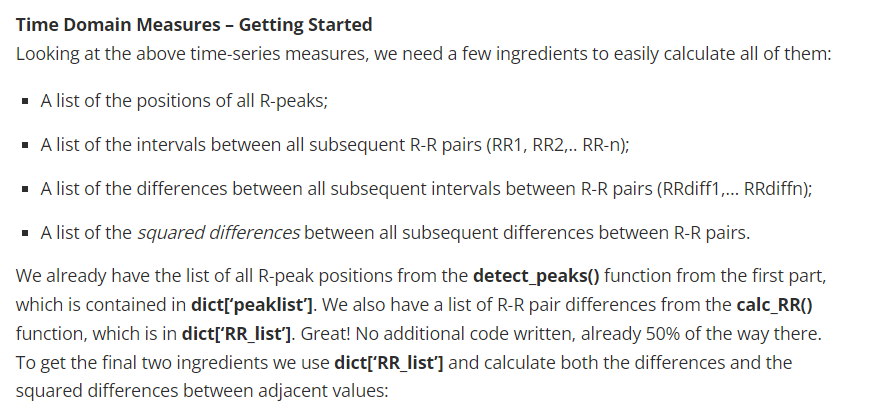 Time Domain Measures – Getting Started
Looking at the above time-series measures, we need a few ingredients to easily calculate all of them:
▪ A list of the positions of all R-peaks;
▪ A list of the intervals between all subsequent R-R pairs (RR1, RR2,.. RR-n);
▪ A list of the differences between all subsequent intervals between R-R pairs (RRdiff1,... RRdiffn);
▪ A list of the squared differences between all subsequent differences between R-R pairs.
We already have the list of all R-peak positions from the detect_peaks() function from the first part,
which is contained in dict[‘peaklist’]. We also have a list of R-R pair differences from the calc_RR()
function, which is in dict[‘RR_list’]. Great! No additional code written, already 50% of the way there.
To get the final two ingredients we use dict[‘RR_list’] and calculate both the differences and the
squared differences between adjacent values: